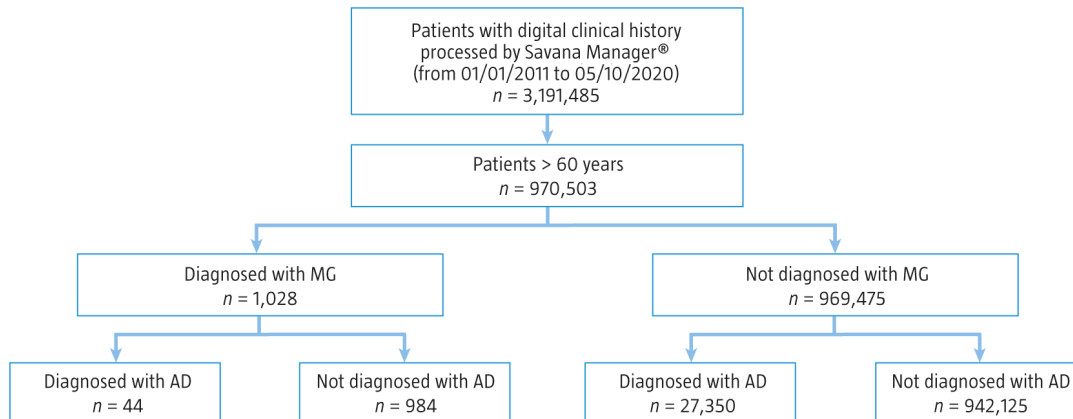 Patients with digital clinical history
processed by Savana Manager®
(from 01/01/2011 to 05/10/2020)
n = 3,191,485
Patients > 60 years
n = 970,503
Diagnosed with MG
n = 1,028
Not diagnosed with MG
n = 969,475
Diagnosed with AD
n = 44
Not diagnosed with AD
n = 984
Diagnosed with AD
n = 27,350
Not diagnosed with AD
n = 942,125